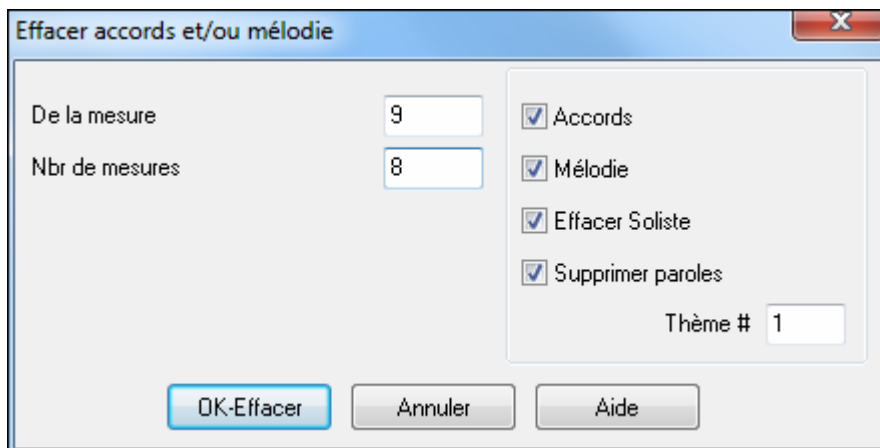 Effacer accords et/ou mélodie
De la mesure 9
Nbr de mesures 8
Accords
Mélodie
Effacer Soliste
Supprimer paroles
Thème # 1
OK-Effacer Annuler Aide